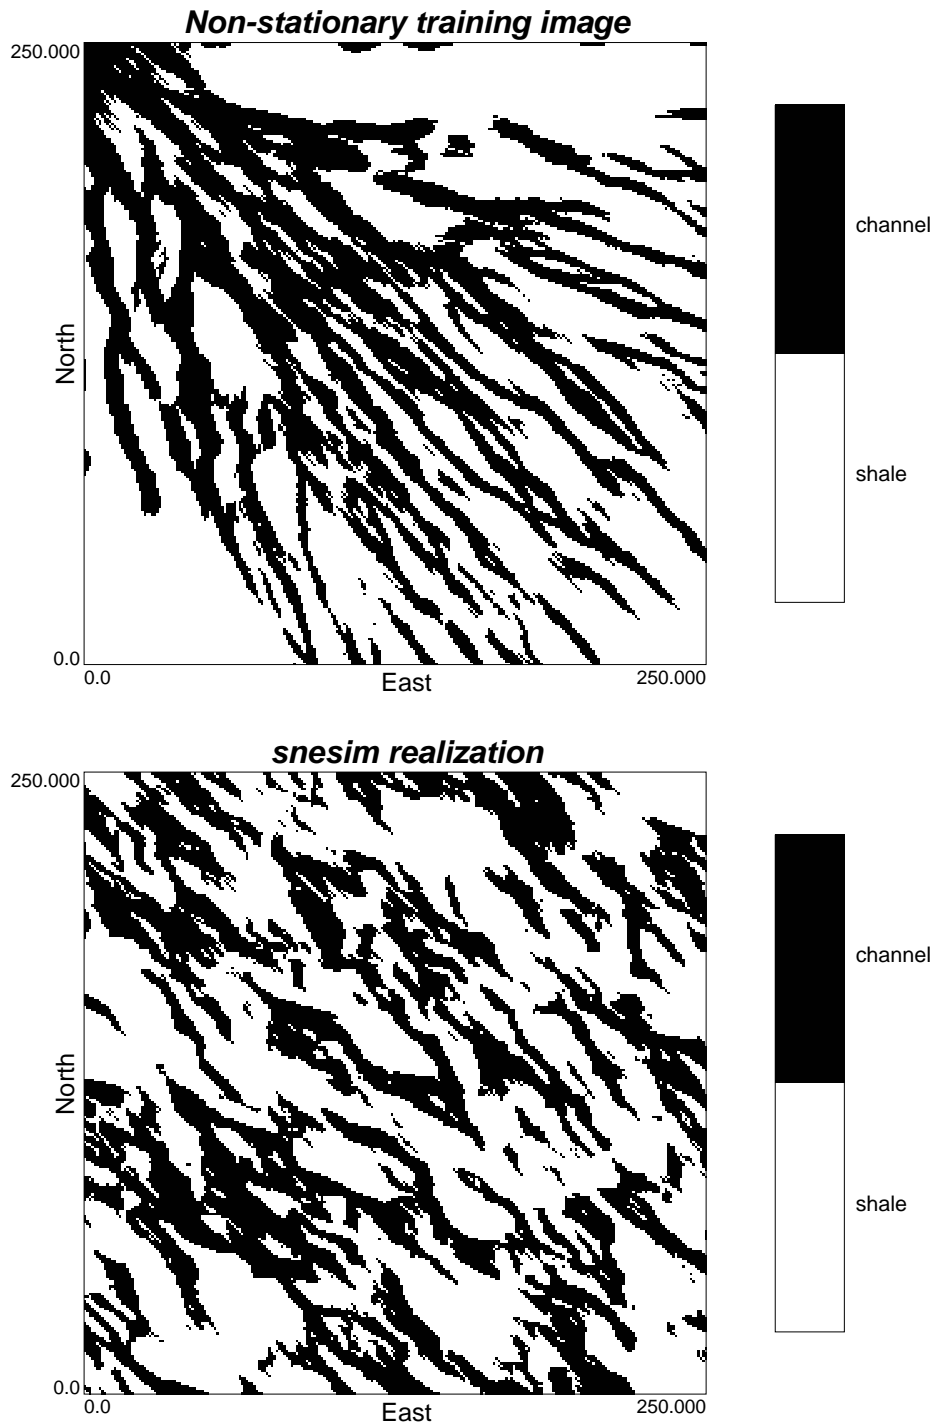 Non-stationary training image
250.000
North
0.0
0.0
East
250.000
channel
shale
snesim realization
250.000
North
0.0
0.0
East
250.000
channel
shale